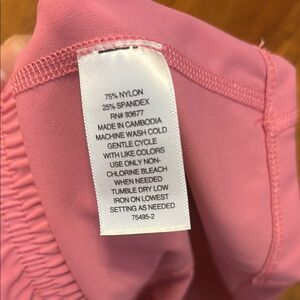 75% NYLON
25% SPANDEX
RN# 93677
MADE IN CAMBODIA
MACHINE WASH COLD
GENTLE CYCLE
WITH LIKE COLORS
USE ONLY NON-
CHLORINE BLEACH
WHEN NEEDED
TUMBLE DRY LOW
IRON ON LOWEST
SETTING AS NEEDED
75495-2